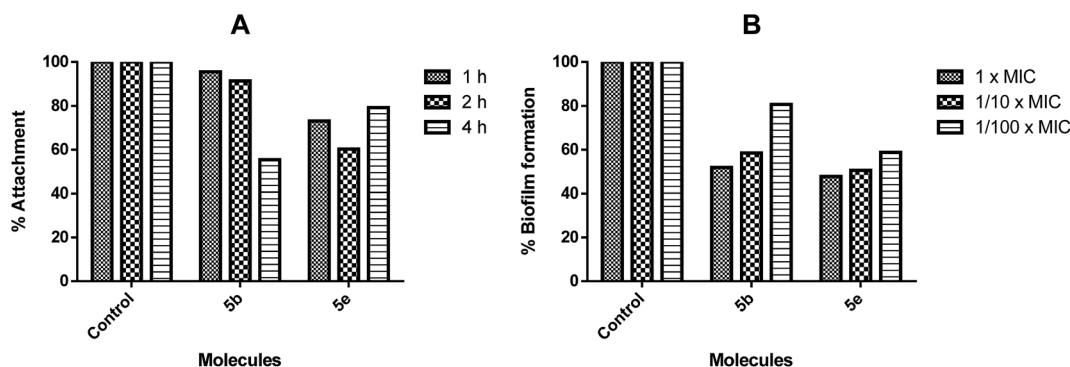 A
% Attachment
100
80
60
40
20
0
Control
5b
5e
Molecules
1 h
2 h
4 h
B
% Biofilm formation
100
80
60
40
20
0
Control
5b
5e
Molecules
1 x MIC
1/10 x MIC
1/100 x MIC